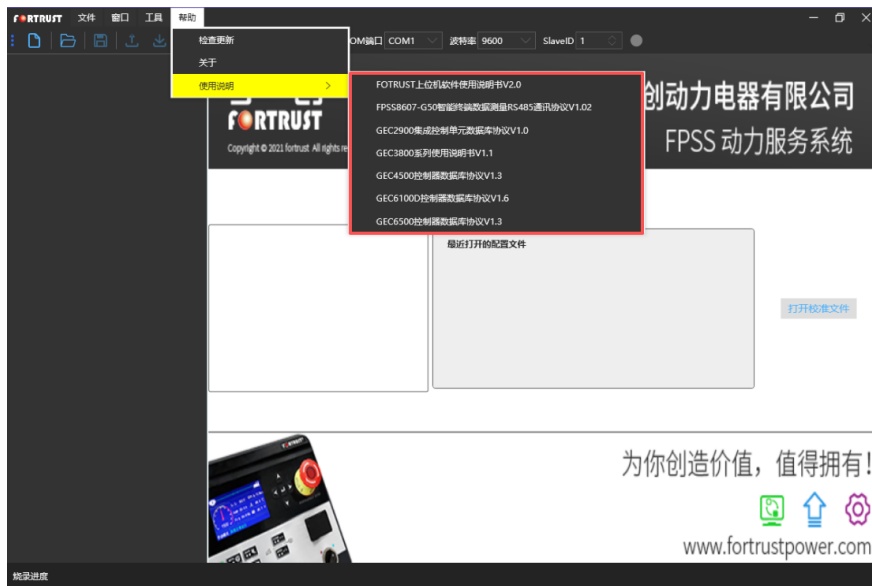 FORTRUST 文件 窗口 工具 帮助
检查更新
OM端口 COM1 波特率 9600 SlaveID 1
关于
使用说明 >
FOTRUST上位机软件使用说明书V2.0
FPSS8607-G50智能终端数据测量RS485通讯协议V1.02
GEC2900集成控制单元数据库协议V1.0
GEC3800系列使用说明书V1.1
GEC4500控制器数据库协议V1.3
GEC6100D控制器数据库协议V1.6
GEC6500控制器数据库协议V1.3
创动力电器有限公司
FPSS 动力服务系统
FORTRUST
Copyright © 2021 fortrust All rights re
最近打开的配置文件
打开校准文件
为你创造价值，值得拥有！
www.fortrustpower.com
烧录进度